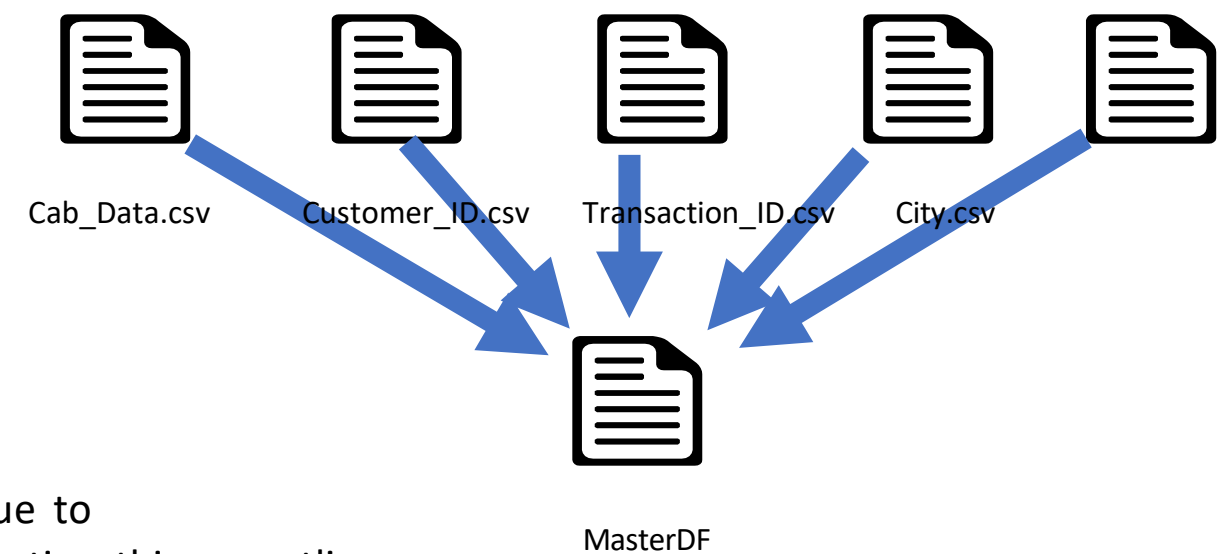 Cab_Data.csv
Customer_ID.csv
Transaction_ID.csv
City.csv
ue to
MasterDF